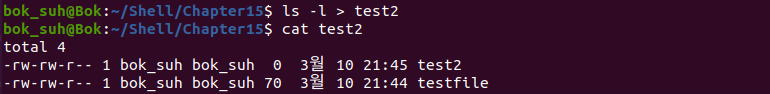 bok_suh@Bok:~/Shell/Chapter15$ ls -l > test2
bok_suh@Bok:~/Shell/Chapter15$ cat test2
total 4
-rw-rw-r-- 1 bok_suh bok_suh  0  3월 10 21:45 test2
-rw-rw-r-- 1 bok_suh bok_suh 70  3월 10 21:44 testfile